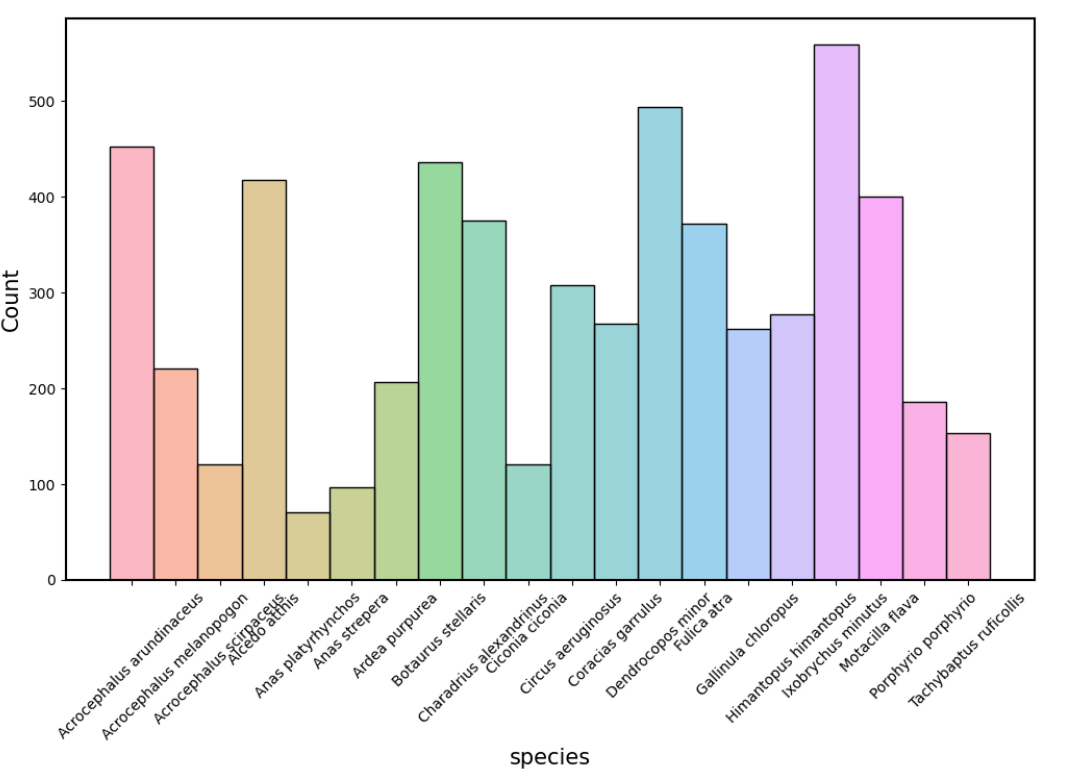 Count
500
400
300
200
100
0
Acrocephalus arundinaceus
Acrocephalus melanopogon
Acrocephalus scirpaceus
Alcedo atthis
Anas platyrhynchos
Anas strepera
Ardea purpurea
Botaurus stellaris
Charadrius alexandrinus
Ciconia ciconia
Circus aeruginosus
Coracias garrulus
Dendrocopos minor
Fulica atra
Gallinula chloropus
Himantopus himantopus
Ixobrychus minutus
Motacilla flava
Porphyrio porphyrio
Tachybaptus ruficollis
species